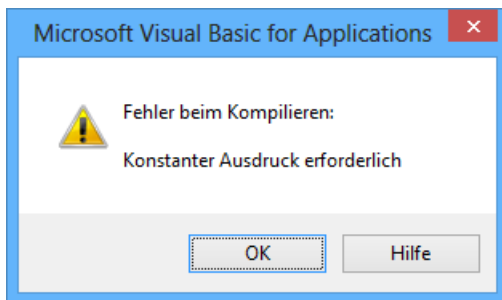 Microsoft Visual Basic for Applications
Fehler beim Kompilieren:
Konstanter Ausdruck erforderlich
OK
Hilfe